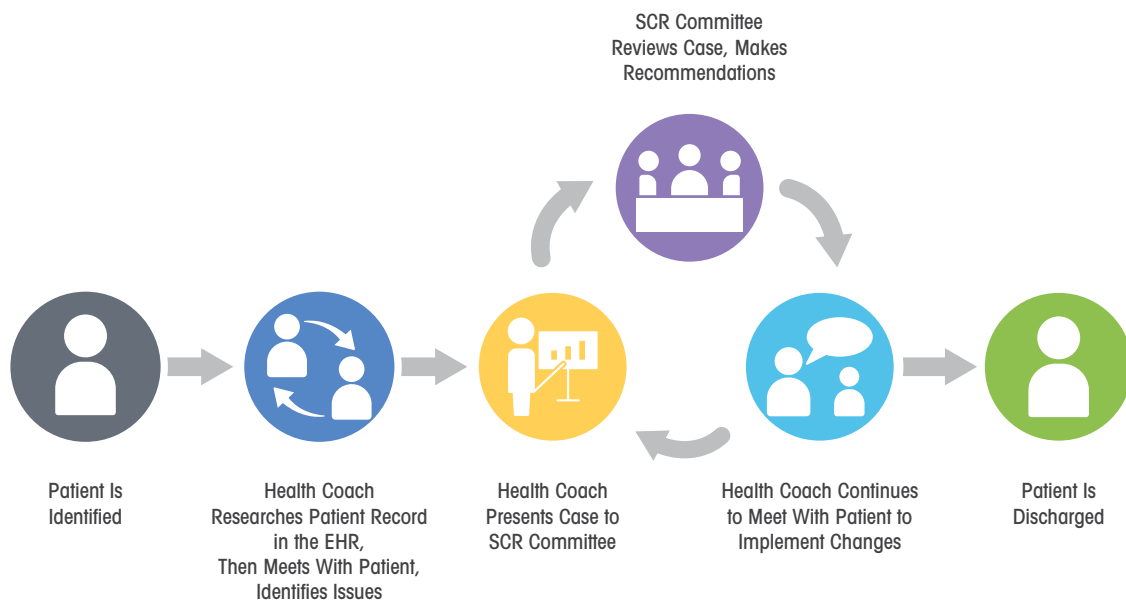 SCR Committee
Reviews Case, Makes
Recommendations
Patient Is
Identified
Health Coach
Researches Patient Record
in the EHR,
Then Meets With Patient,
Identifies Issues
Health Coach
Presents Case to
SCR Committee
Health Coach Continues
to Meet With Patient to
Implement Changes
Patient Is
Discharged